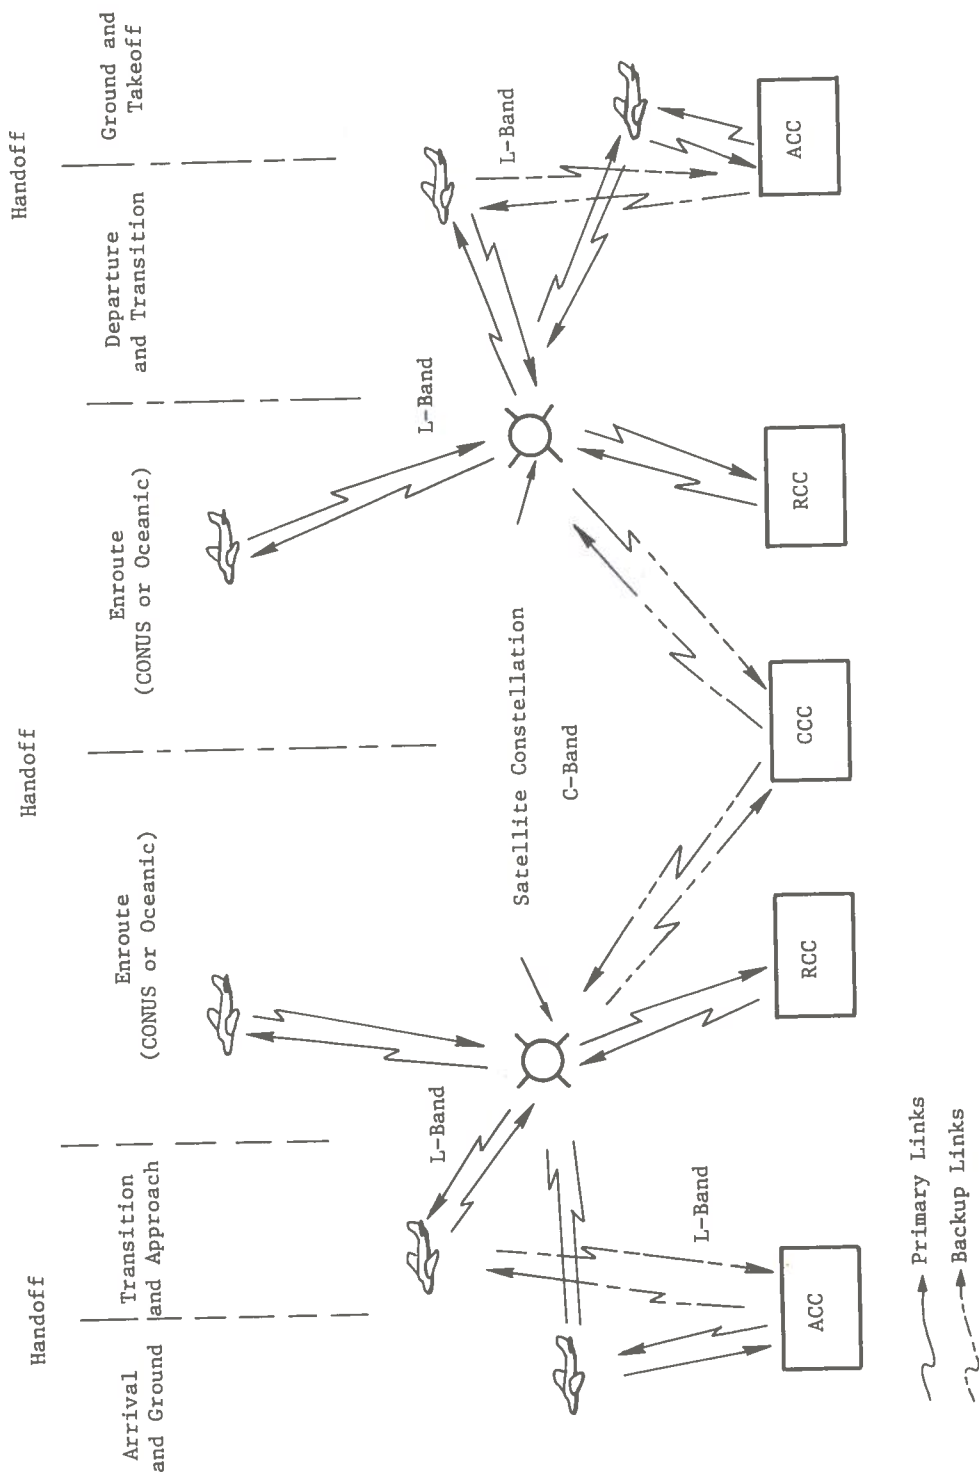 Handoff
Handoff
Handoff
Arrival
and Ground
Transition
and Approach
Enroute
(CONUS or Oceanic)
Enroute
(CONUS or Oceanic)
Departure
and Transition
Ground and
Takeoff
L-Band
L-Band
L-Band
L-Band
Satellite Constellation
C-Band
ACC
RCC
CCC
RCC
ACC
Primary Links
Backup Links